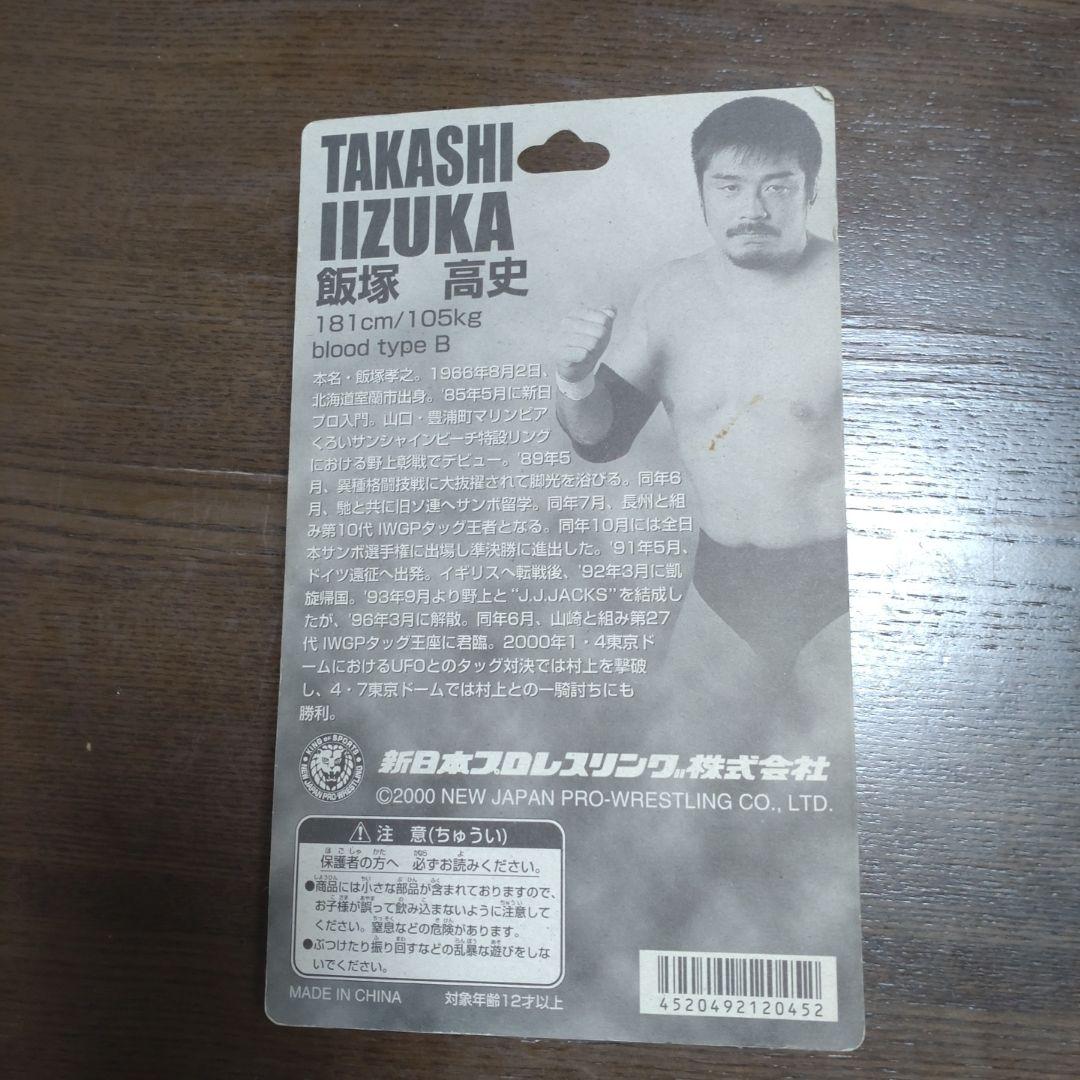 TAKASHI
IIZUKA
飯塚　高史
181cm/105kg
blood type B
本名・飯塚孝之。1966年8月2日、
北海道室蘭市出身。'85年5月に新日
プロ入門。山口・豊浦町マリンピア
くろいサンシャインビーチ特設リング
における野上彰戦でデビュー。'89年5
月、異種格闘技戦に大抜擢されて脚光を浴びる。同年6
月、馳と共に旧ソ連へサンボ留学。同年7月、長州と組
み第10代 IWGPタッグ王者となる。同年10月には全日
本サンボ選手権に出場し準決勝に進出した。'91年5月、
ドイツ遠征へ出発。イギリスへ転戦後、'92年3月に凱
旋帰国。'93年9月より野上と“J.J.JACKS”を結成し
たが、'96年3月に解散。同年6月、山崎と組み第27
代 IWGPタッグ王座に君臨。2000年1・4東京ド
ームにおけるUFOとのタッグ対決では村上を撃破
し、4・7東京ドームでは村上との一騎討ちにも
勝利。
KING OF SPORTS
NEW JAPAN PRO-WRESTLING
新日本プロレスリング株式会社
©2000 NEW JAPAN PRO-WRESTLING CO., LTD.
注　意(ちゅうい)
保護者の方へ　必ずお読みください。
●商品には小さな部品が含まれておりますので、
お子様が誤って飲み込まないように注意して
ください。窒息などの危険があります。
●ぶつけたり振り回すなどの乱暴な遊びをしな
いでください。
MADE IN CHINA　対象年齢12才以上
4520492120452